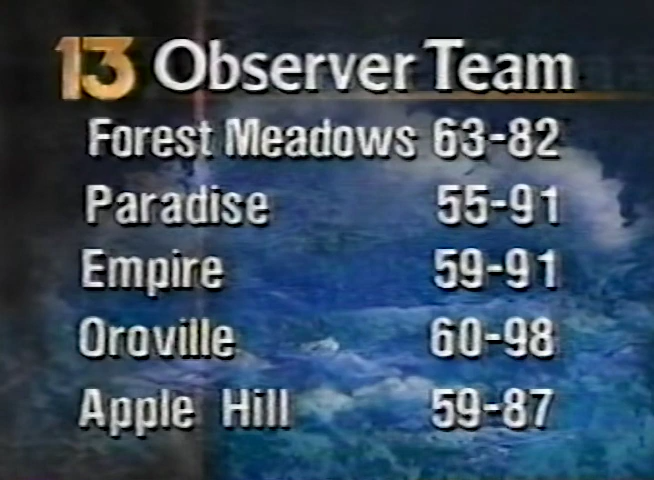 13 Observer Team
Forest Meadows 63-82
Paradise 55-91
Empire 59-91
Oroville 60-98
Apple Hill 59-87